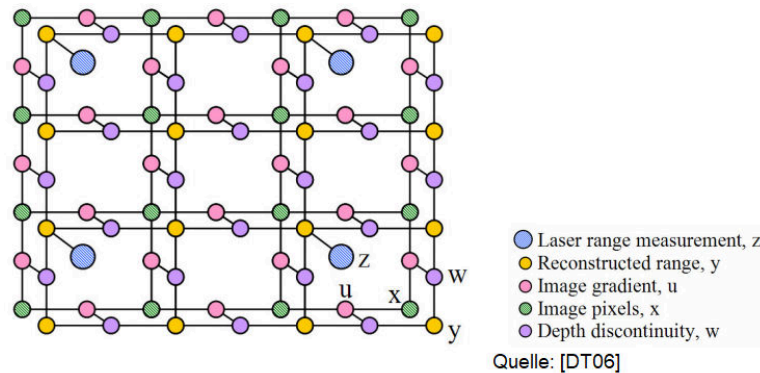 z
w
u
x
y
Laser range measurement, z
Reconstructed range, y
Image gradient, u
Image pixels, x
Depth discontinuity, w
Quelle: [DT06]